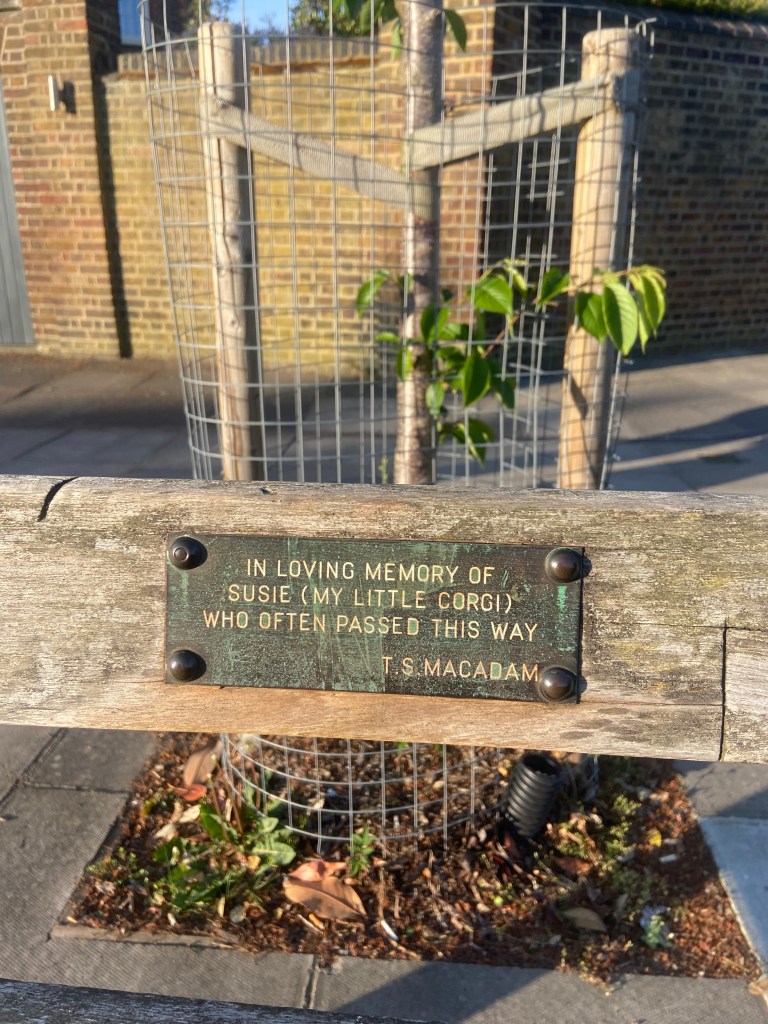 IN LOVING MEMORY OF
SUSIE (MY LITTLE CORGI)
WHO OFTEN PASSED THIS WAY
T.S. MACADAM